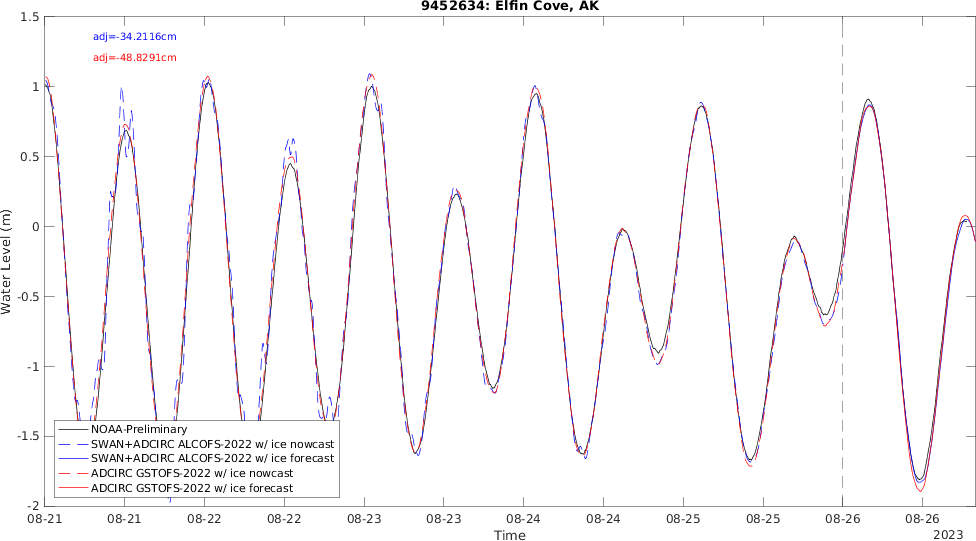 9452634: Elfin Cove, AK
adj=-34.2116cm
adj=-48.8291cm
1.5
1
0.5
0
-0.5
-1
-1.5
-2
Water Level (m)
NOAA-Preliminary
SWAN+ADCIRC ALCOFS-2022 w/ ice nowcast
SWAN+ADCIRC ALCOFS-2022 w/ ice forecast
ADCIRC GSTOFS-2022 w/ ice nowcast
ADCIRC GSTOFS-2022 w/ ice forecast
08-21 08-21 08-22 08-22 08-23 08-23 08-24 08-24 08-25 08-25 08-26 08-26
Time
2023